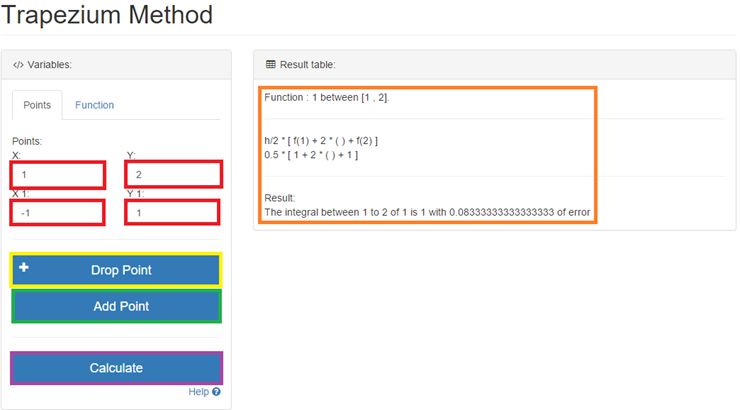 Trapezium Method
</> Variables:
Points Function
Points:
X: Y:
1 2
X 1: Y 1:
-1 1
+ Drop Point
Add Point
Calculate
Help ?
Result table:
Function : 1 between [1 , 2].
h/2 * [ f(1) + 2 * ( ) + f(2) ]
0.5 * [ 1 + 2 * ( ) + 1 ]
Result:
The integral between 1 to 2 of 1 is 1 with 0.08333333333333333 of error